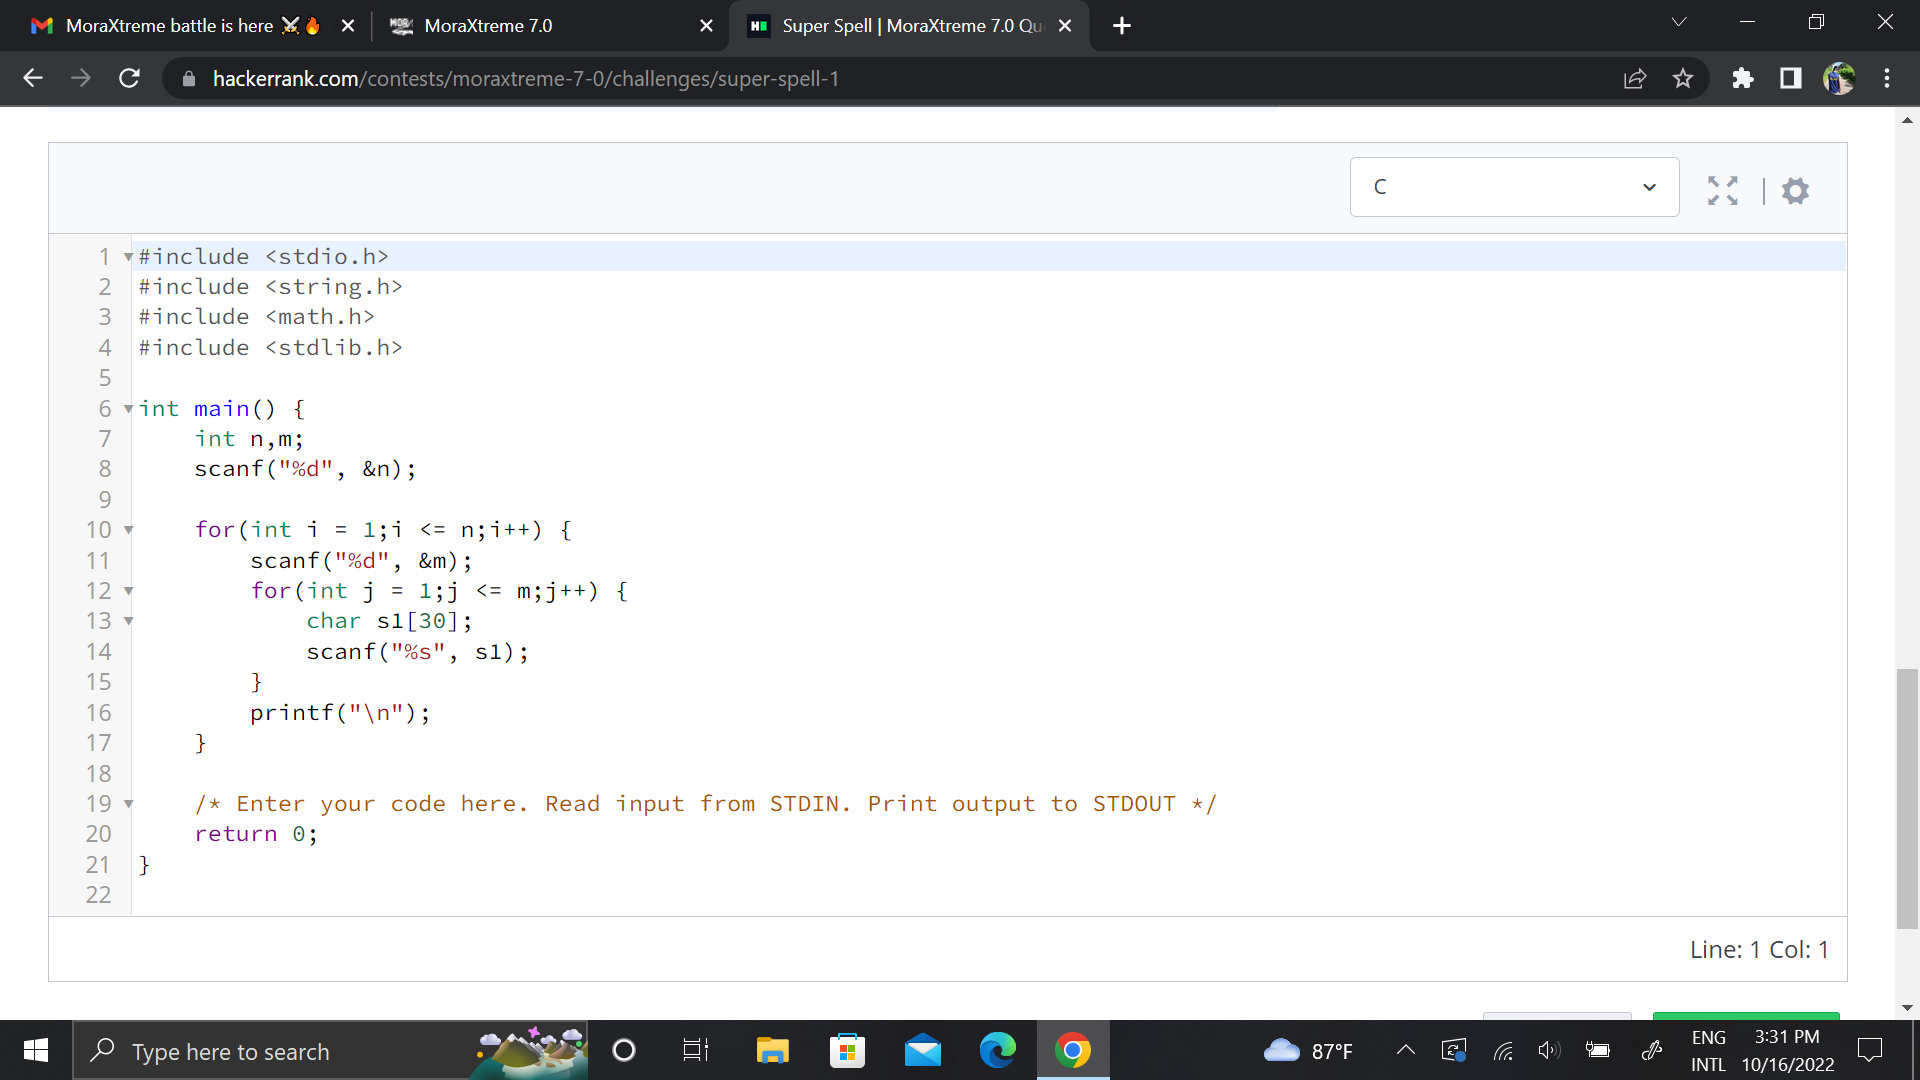 MoraXtreme battle is here ⚔🔥
MoraXtreme 7.0
Super Spell | MoraXtreme 7.0 Qu
hackerrank.com/contests/moraxtreme-7-0/challenges/super-spell-1
C
1 #include <stdio.h>
2 #include <string.h>
3 #include <math.h>
4 #include <stdlib.h>
5
6 int main() {
7     int n,m;
8     scanf("%d", &n);
9
10     for(int i = 1;i <= n;i++) {
11         scanf("%d", &m);
12         for(int j = 1;j <= m;j++) {
13             char s1[30];
14             scanf("%s", s1);
15         }
16         printf("\n");
17     }
18
19     /* Enter your code here. Read input from STDIN. Print output to STDOUT */
20     return 0;
21 }
22
Line: 1 Col: 1
Type here to search
87°F
ENG
INTL
3:31 PM
10/16/2022